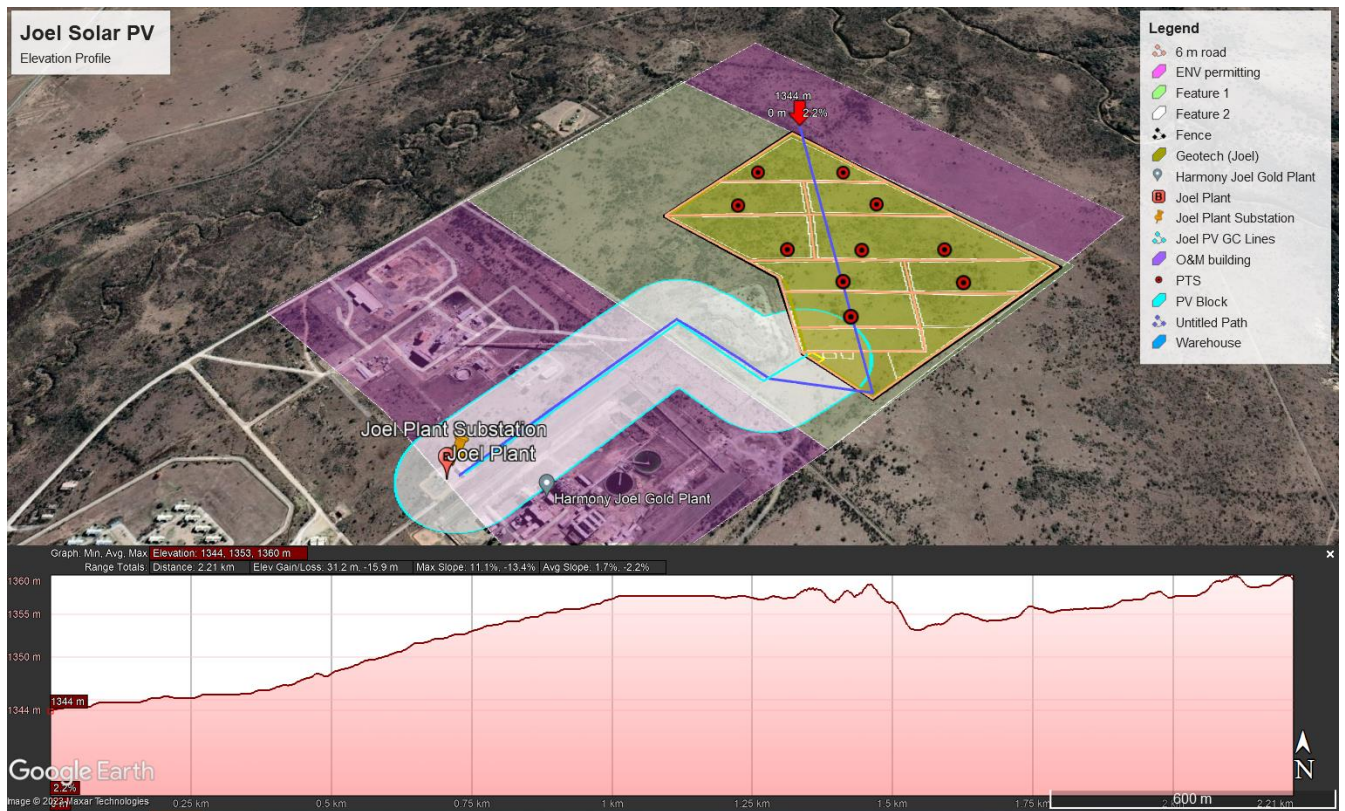 Joel Solar PV
Elevation Profile
Legend
6 m road
ENV permitting
Feature 1
Feature 2
Fence
Geotech (Joel)
Harmony Joel Gold Plant
B Joel Plant
Joel Plant Substation
Joel PV GC Lines
O&M building
PTS
PV Block
Untitled Path
Warehouse
1344 m
0 m 2.2%
Joel Plant Substation
Joel Plant
Harmony Joel Gold Plant
Graph: Min, Avg, Max Elevation: 1344, 1353, 1360 m
Range Totals: Distance: 2.21 km Elev Gain/Loss: 31.2 m, -15.9 m Max Slope: 11.1%, -13.4% Avg Slope: 1.7%, -2.2%
1360 m
1355 m
1350 m
1344 m
1344 m
Google Earth
N
2.2%
Image © 2023 Maxar Technologies
0.25 km 0.5 km 0.75 km 1 km 1.25 km 1.5 km 1.75 km 600 m 2.21 km